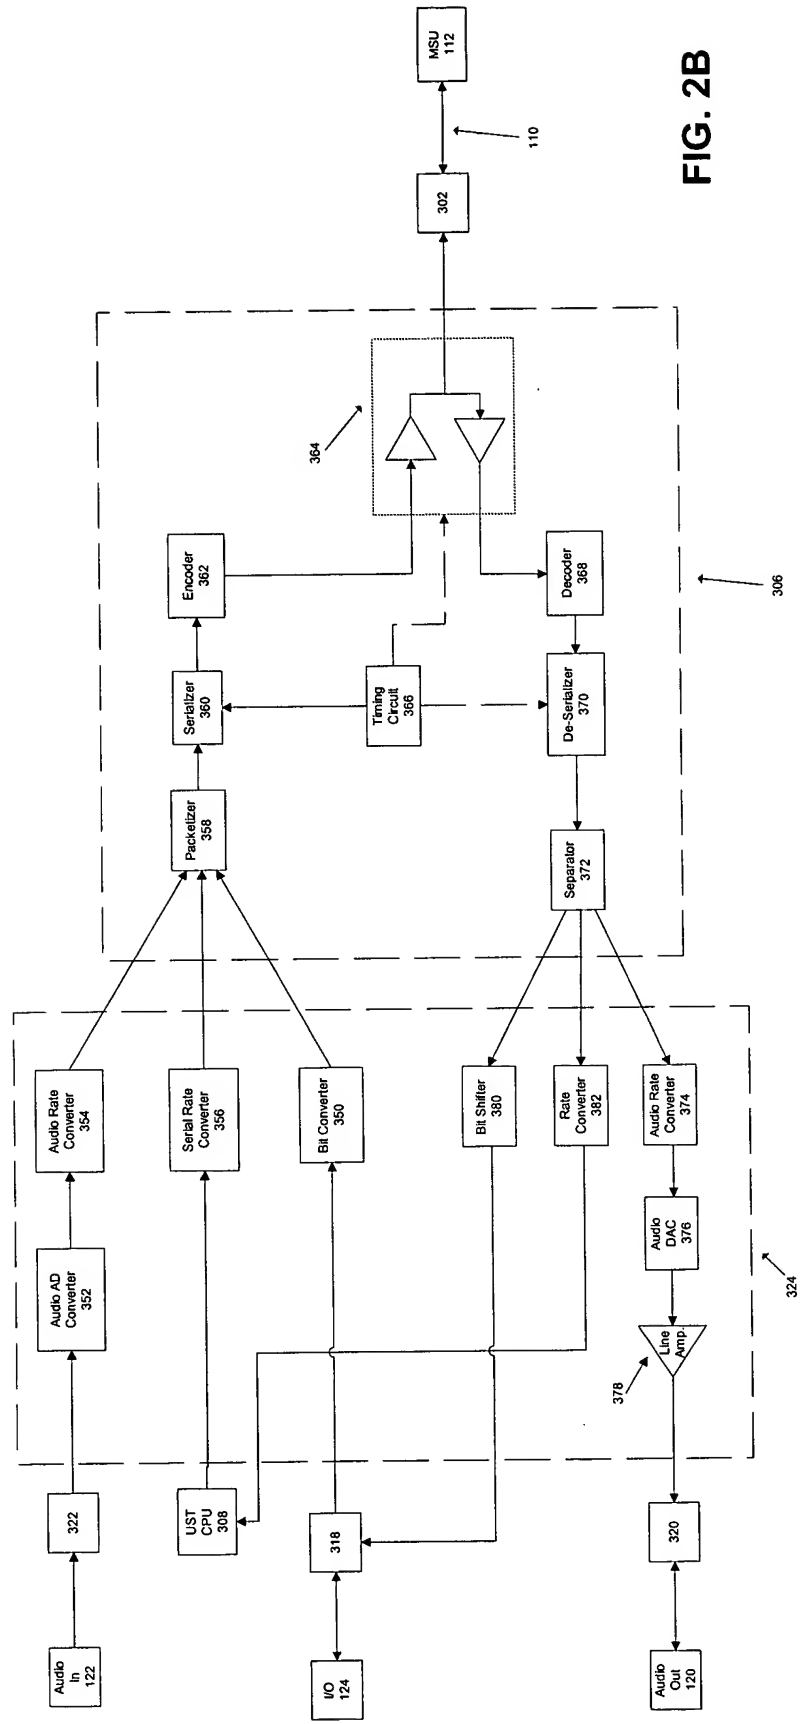 Audio
In
122
322
Audio AD
Converter
352
Audio Rate
Converter
354
UST
CPU
308
Serial Rate
Converter
356
Packetizer
358
Serializer
360
Encoder
362
364
I/O
124
318
Bit Converter
350
Timing
Circuit
366
302
110
MSU
112
Bit Shifter
380
Rate
Converter
382
Separator
372
De-Serializer
370
Decoder
368
Audio
Out
120
320
378
Line
Amp.
Audio
DAC
376
Audio Rate
Converter
374
324
306
FIG. 2B